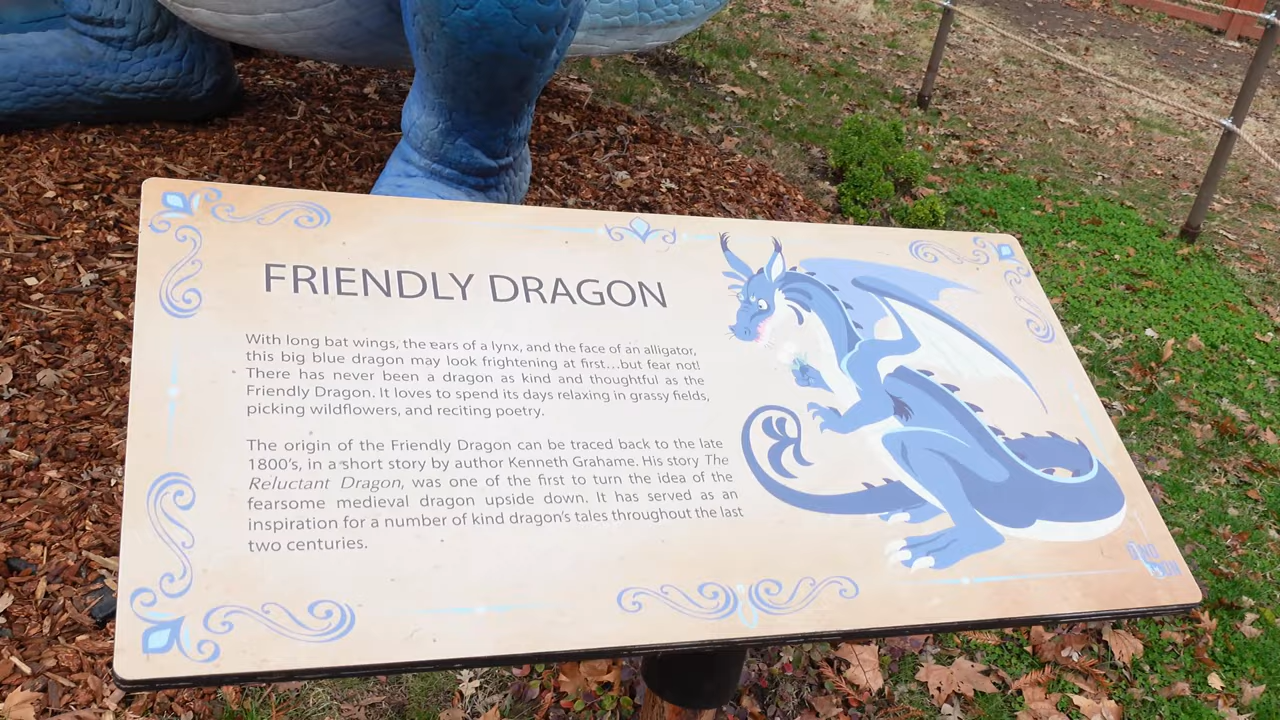 FRIENDLY DRAGON
With long bat wings, the ears of a lynx, and the face of an alligator,
this big blue dragon may look frightening at first...but fear not!
There has never been a dragon as kind and thoughtful as the
Friendly Dragon. It loves to spend its days relaxing in grassy fields,
picking wildflowers, and reciting poetry.
The origin of the Friendly Dragon can be traced back to the late
1800's, in a short story by author Kenneth Grahame. His story The
Reluctant Dragon, was one of the first to turn the idea of the
fearsome medieval dragon upside down. It has served as an
inspiration for a number of kind dragon's tales throughout the last
two centuries.